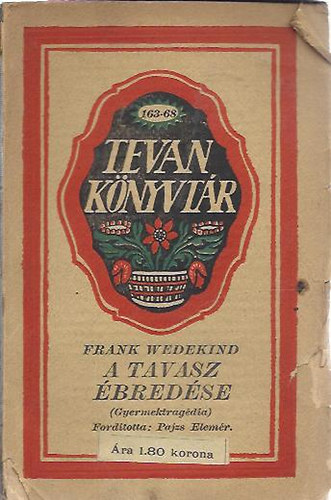 163-68
TEVAN
KÖNYVTÁR
FRANK WEDEKIND
A TAVASZ
ÉBREDÉSE
(Gyermektragédia)
Fordította: Pajzs Elemér.
Ára 1.80 korona